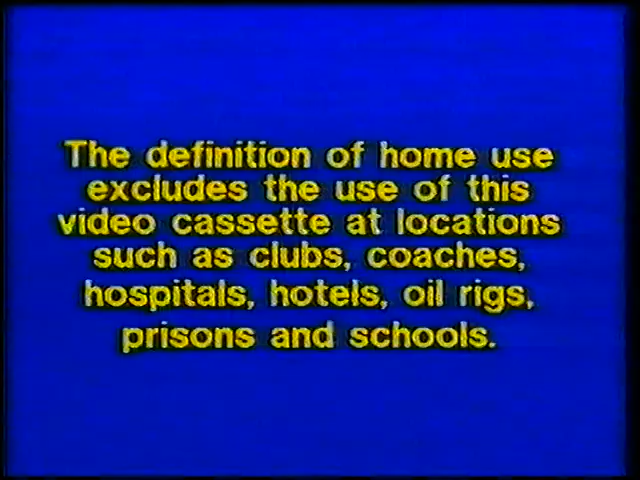 The definition of home use
excludes the use of this
video cassette at locations
such as clubs, coaches,
hospitals, hotels, oil rigs,
prisons and schools.